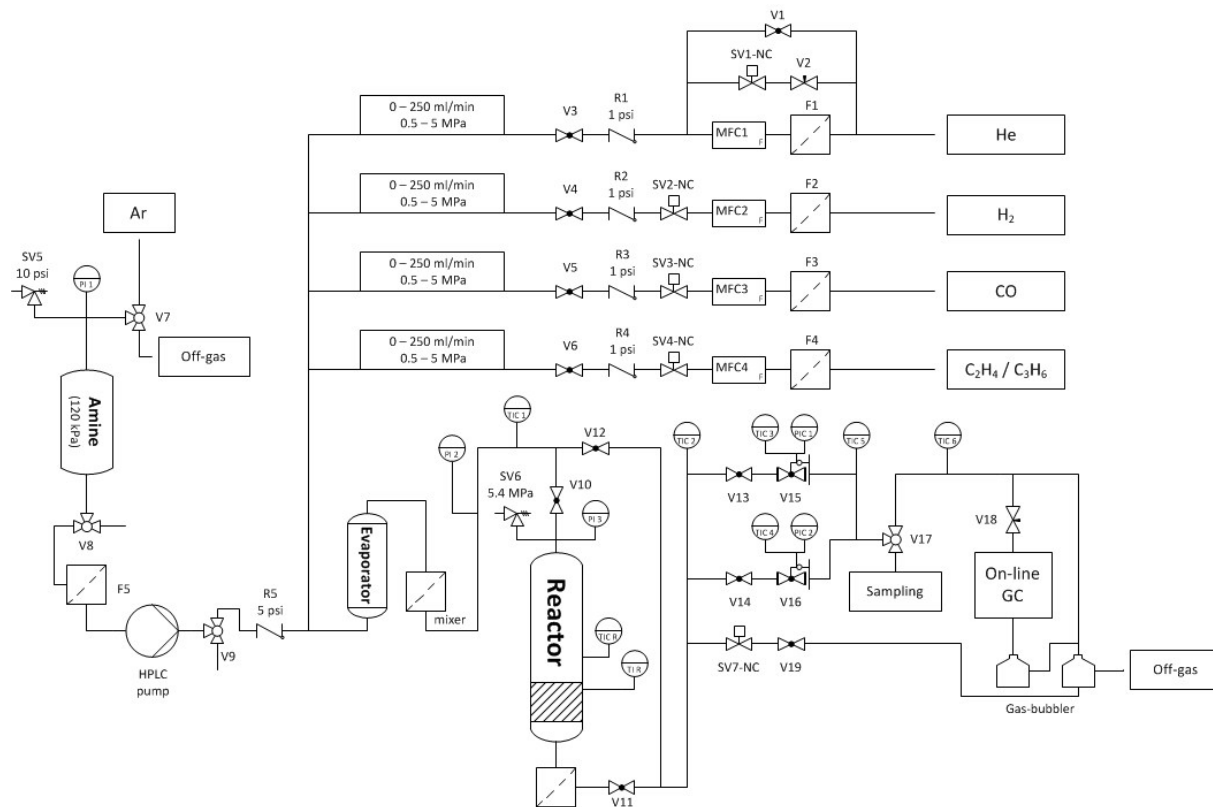 V1
SV1-NC
V2
0 – 250 ml/min
0.5 – 5 MPa
V3
R1
1 psi
MFC1
F
F1
He
0 – 250 ml/min
0.5 – 5 MPa
V4
R2
1 psi
SV2-NC
MFC2
F
F2
H₂
Ar
0 – 250 ml/min
0.5 – 5 MPa
V5
R3
1 psi
SV3-NC
MFC3
F
F3
CO
SV5
10 psi
PI 1
V7
Off-gas
0 – 250 ml/min
0.5 – 5 MPa
V6
R4
1 psi
SV4-NC
MFC4
F
F4
C₂H₄ / C₃H₆
Amine
(120 kPa)
V8
F5
HPLC
pump
V9
R5
5 psi
Evaporator
mixer
PI 2
TIC 1
V12
SV6
5.4 MPa
V10
PI 3
Reactor
TIC R
TI R
V11
TIC 2
TIC 3
PIC 1
TIC 5
V13
V15
TIC 4
PIC 2
V14
V16
SV7-NC
V19
TIC 6
V17
Sampling
V18
On-line
GC
Gas-bubbler
Off-gas